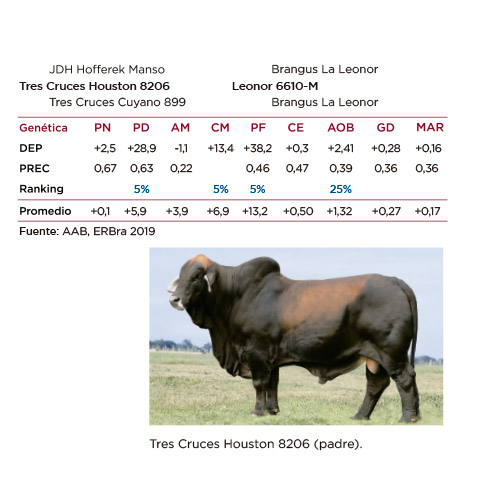 JDH Hofferek Manso Brangus La Leonor
Tres Cruces Houston 8206 Leonor 6610-M
Tres Cruces Cuyano 899 Brangus La Leonor
Genética PN PD AM CM PF CE AOB GD MAR
DEP +2,5 +28,9 -1,1 +13,4 +38,2 +0,3 +2,41 +0,28 +0,16
PREC 0,67 0,63 0,22 0,46 0,47 0,39 0,36 0,36
Ranking 5% 5% 5% 25%
Promedio +0,1 +5,9 +3,9 +6,9 +13,2 +0,50 +1,32 +0,27 +0,17
Fuente: AAB, ERBra 2019
Tres Cruces Houston 8206 (padre).